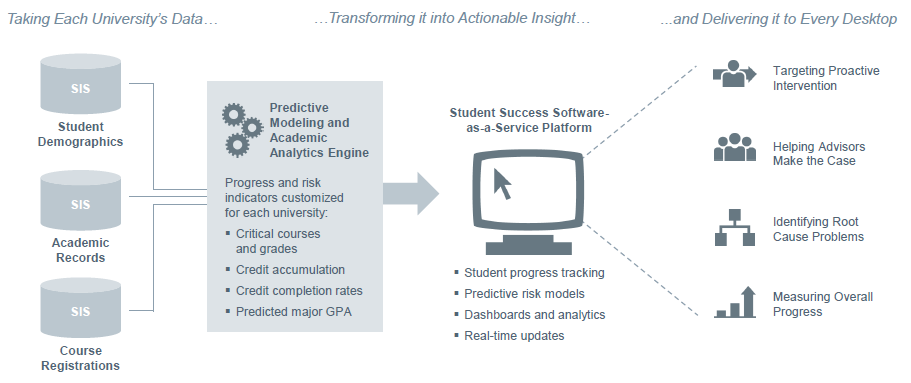 Taking Each University's Data…
…Transforming it into Actionable Insight…
...and Delivering it to Every Desktop
SIS
Student
Demographics
SIS
Academic
Records
SIS
Course
Registrations
Predictive
Modeling and
Academic
Analytics Engine
Progress and risk
indicators customized
for each university:
▪ Critical courses
and grades
▪ Credit accumulation
▪ Credit completion rates
▪ Predicted major GPA
Student Success Software-
as-a-Service Platform
▪ Student progress tracking
▪ Predictive risk models
▪ Dashboards and analytics
▪ Real-time updates
Targeting Proactive
Intervention
Helping Advisors
Make the Case
Identifying Root
Cause Problems
Measuring Overall
Progress